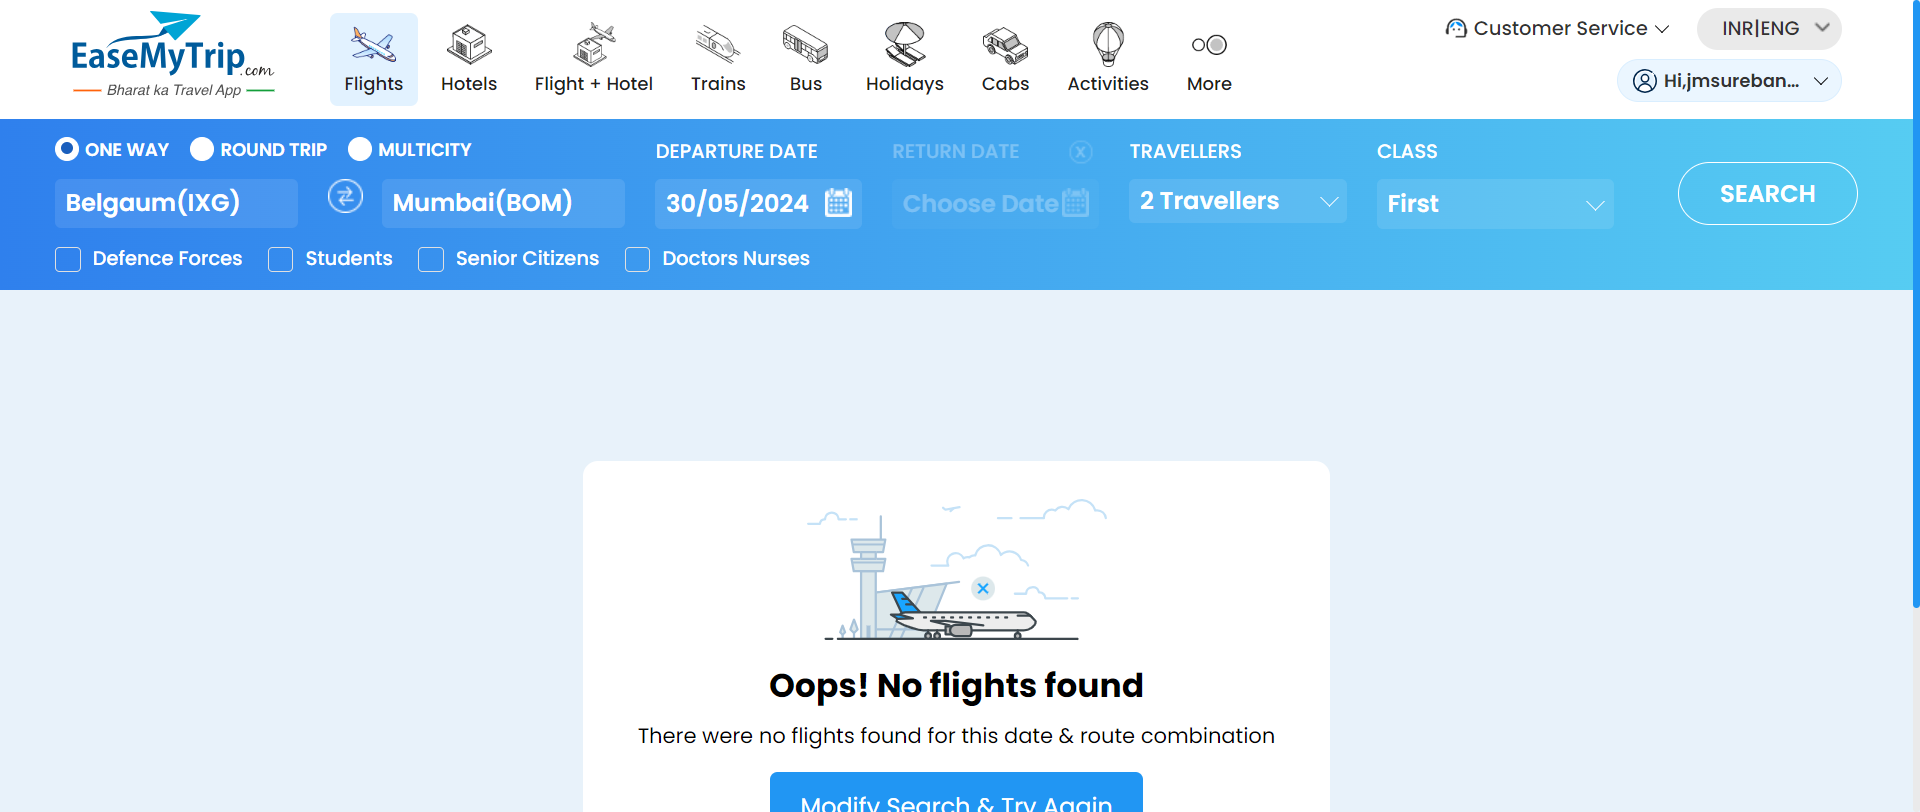 EaseMyTrip.com
Bharat ka Travel App
Flights
Hotels
Flight + Hotel
Trains
Bus
Holidays
Cabs
Activities
More
Customer Service
INR|ENG
Hi,jmsureban...
ONE WAY
ROUND TRIP
MULTICITY
DEPARTURE DATE
RETURN DATE
TRAVELLERS
CLASS
Belgaum(IXG)
Mumbai(BOM)
30/05/2024
Choose Date
2 Travellers
First
SEARCH
Defence Forces
Students
Senior Citizens
Doctors Nurses
Oops! No flights found
There were no flights found for this date & route combination
Modify Search & Try Again